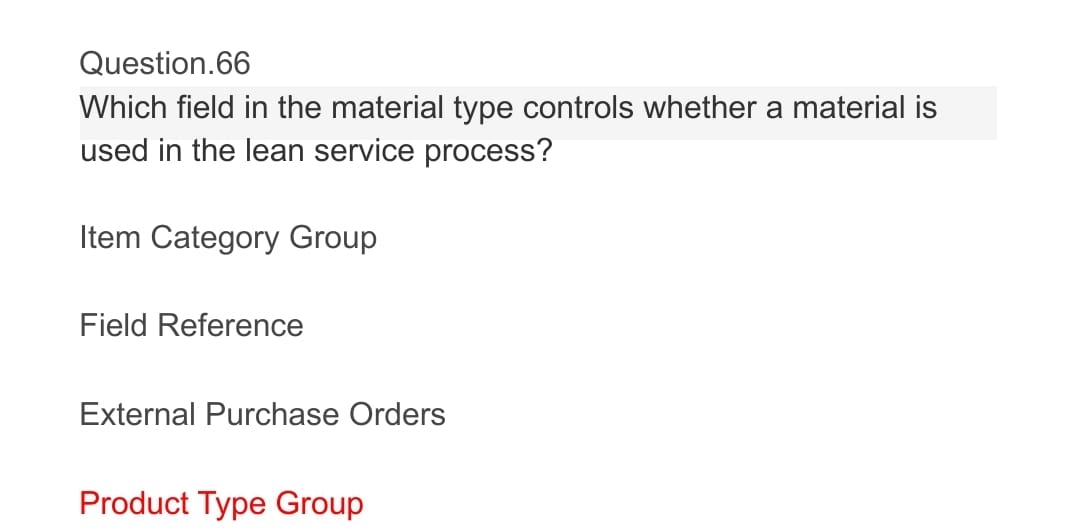 Question.66
Which field in the material type controls whether a material is
used in the lean service process?
Item Category Group
Field Reference
External Purchase Orders
Product Type Group